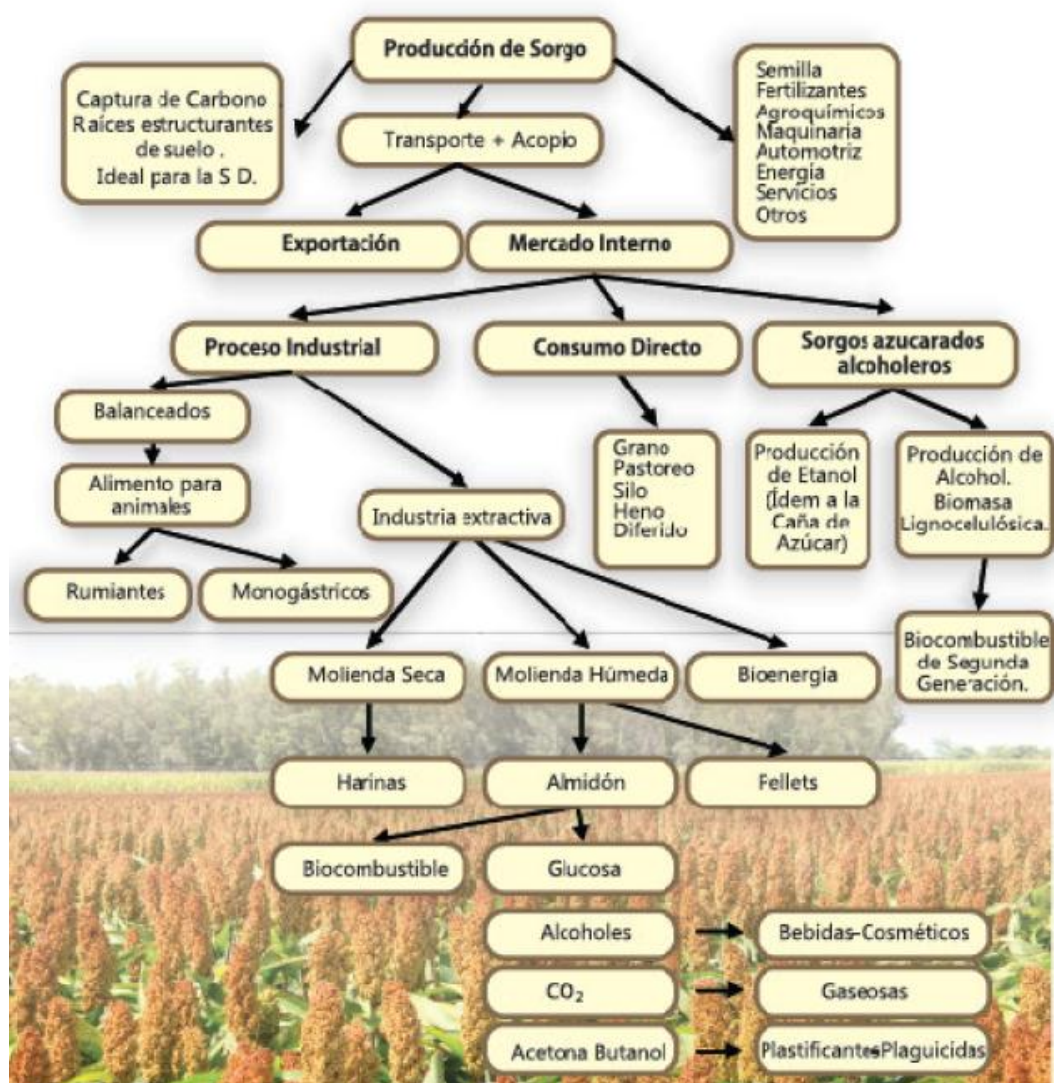 Producción de Sorgo
Captura de Carbono .
Raíces estructurantes
de suelo .
Ideal para la S D.
Semilla
Fertilizantes
Agroquímicos
Maquinaria
Automotriz
Energía
Servicios
Otros
Transporte + Acopio
Exportación
Mercado Interno
Proceso Industrial
Consumo Directo
Sorgos azucarados
alcoholeros
Balanceados
Alimento para
animales
Rumiantes
Monogástricos
Industria extractiva
Grano
Pastoreo
Silo
Heno
Diferido
Producción
de Etanol
(Ídem a la
Caña de
Azúcar)
Producción de
Alcohol.
Biomasa
Lignocelulósica.
Biocombustible
de Segunda
Generación.
Molienda Seca
Molienda Húmeda
Bioenergia
Harinas
Almidón
Fellets
Biocombustible
Glucosa
Alcoholes
Bebidas-Cosméticos
CO₂
Gaseosas
Acetona Butanol
Plastificantes-Plaguicidas